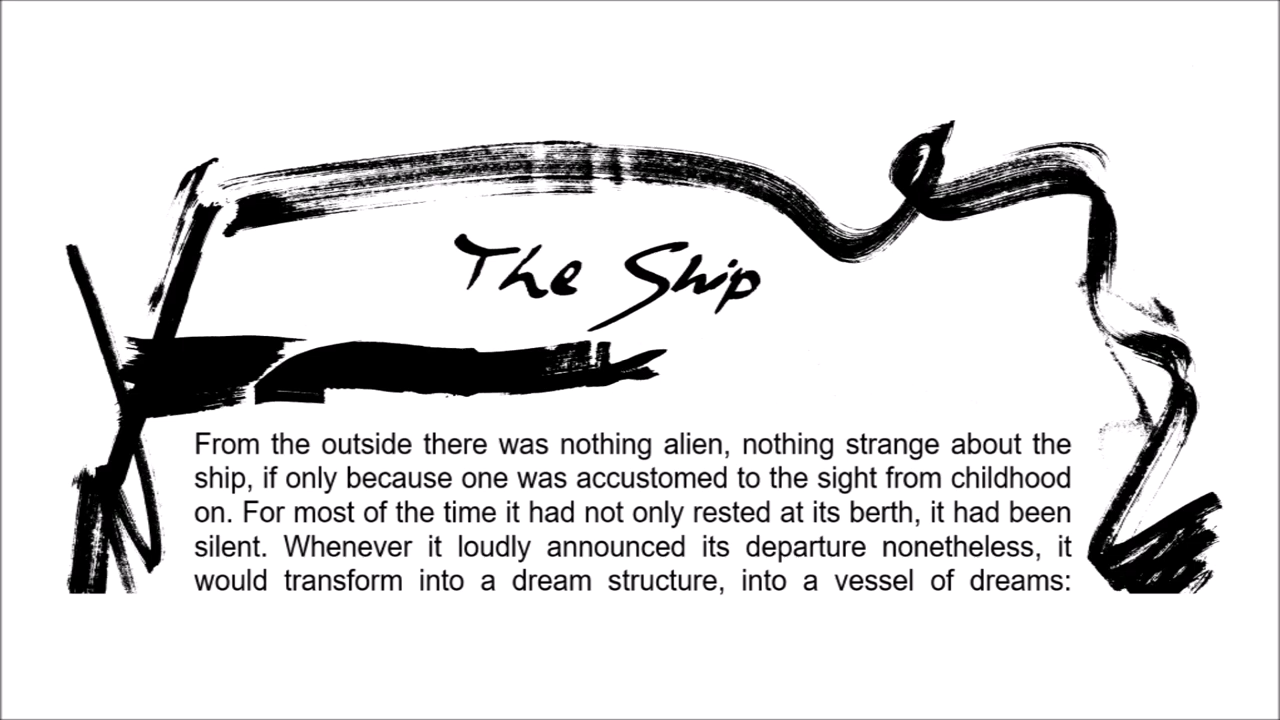 The Ship
From the outside there was nothing alien, nothing strange about the
ship, if only because one was accustomed to the sight from childhood
on. For most of the time it had not only rested at its berth, it had been
silent. Whenever it loudly announced its departure nonetheless, it
would transform into a dream structure, into a vessel of dreams: